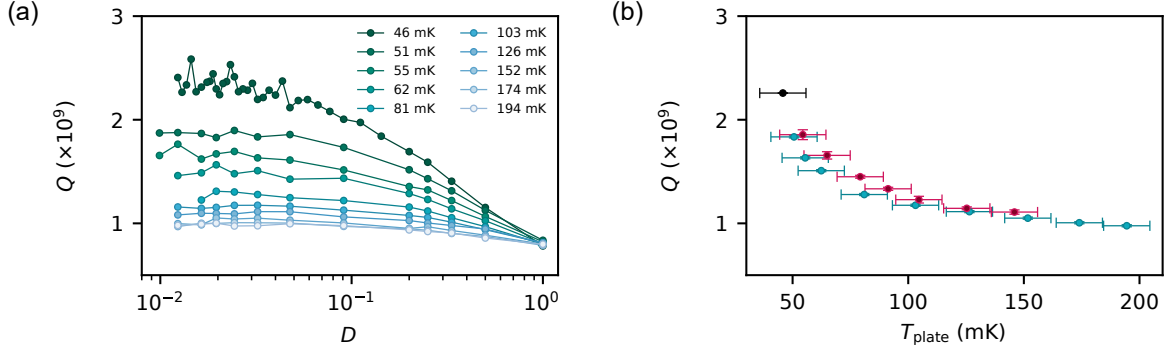 (a)
3
2
1
Q (×10⁹)
10⁻²
10⁻¹
10⁰
D
46 mK
51 mK
55 mK
62 mK
81 mK
103 mK
126 mK
152 mK
174 mK
194 mK
(b)
3
2
1
Q (×10⁹)
50
100
150
200
T_plate (mK)